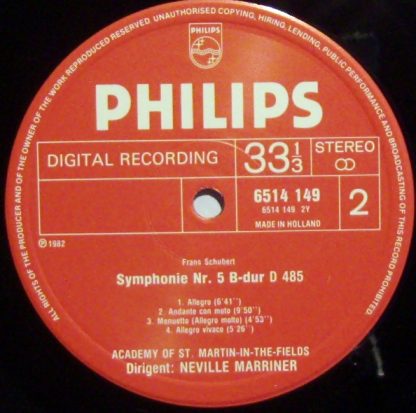 ALL RIGHTS OF THE PRODUCER AND OF THE OWNER OF THE WORK REPRODUCED RESERVED. UNAUTHORISED COPYING, HIRING, LENDING, PUBLIC PERFORMANCE AND BROADCASTING OF THIS RECORD PROHIBITED.
PHILIPS
PHILIPS
DIGITAL RECORDING
33 1/3
STEREO
6514 149
6514 149 2Y
MADE IN HOLLAND
2
℗ 1982
Franz Schubert
Symphonie Nr. 5 B-dur D 485
1. Allegro (6'41'')
2. Andante con moto (9'50'')
3. Menuetto (Allegro molto) (4'53'')
4. Allegro vivace (5'26'')
ACADEMY OF ST. MARTIN-IN-THE-FIELDS
Dirigent: NEVILLE MARRINER